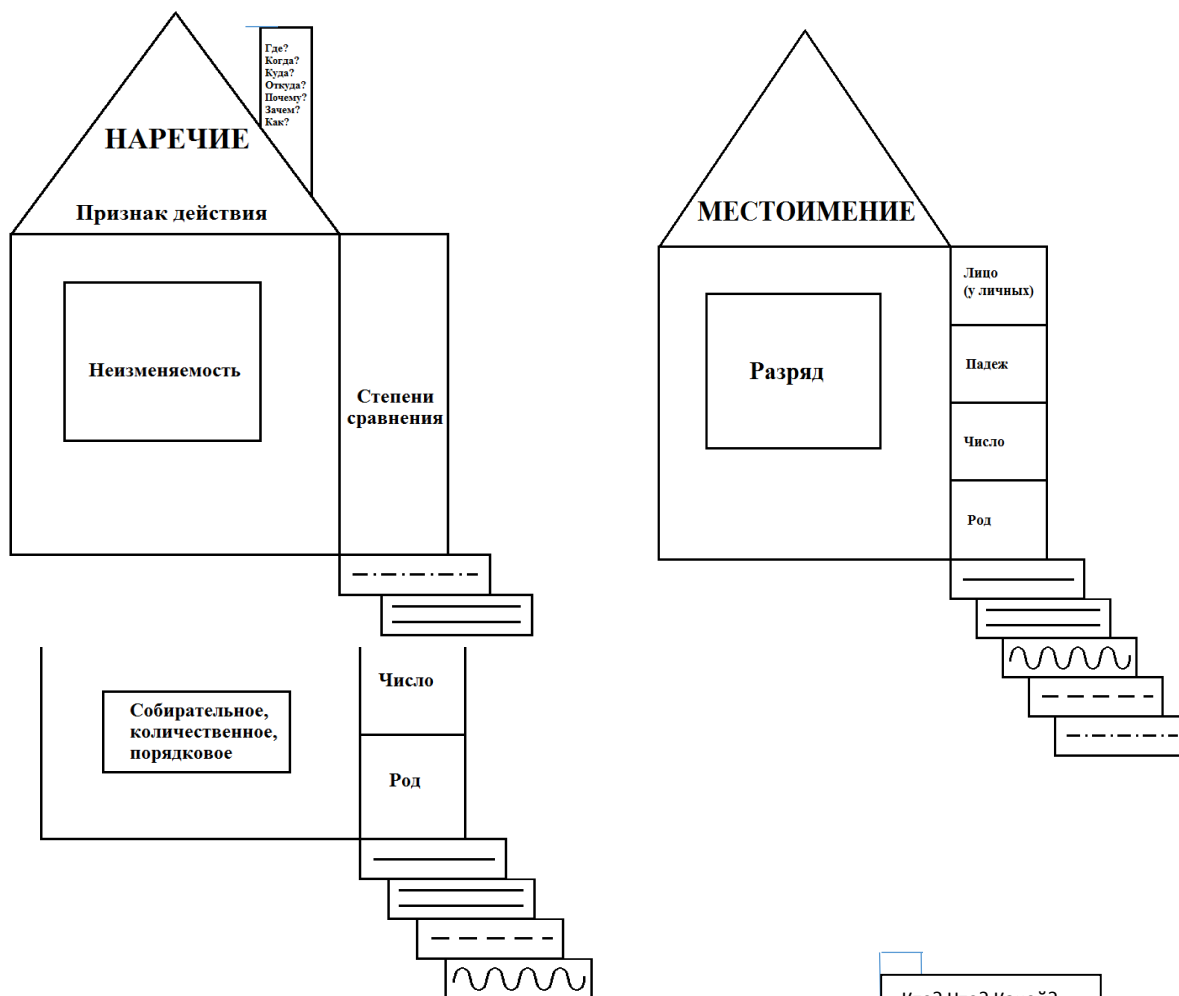 Где?
Когда?
Куда?
Откуда?
Почему?
Зачем?
Как?
НАРЕЧИЕ
Признак действия
Неизменяемость
Степени
сравнения
МЕСТОИМЕНИЕ
Лицо
(у личных)
Падеж
Число
Род
Разряд
Собирательное,
количественное,
порядковое
Число
Род